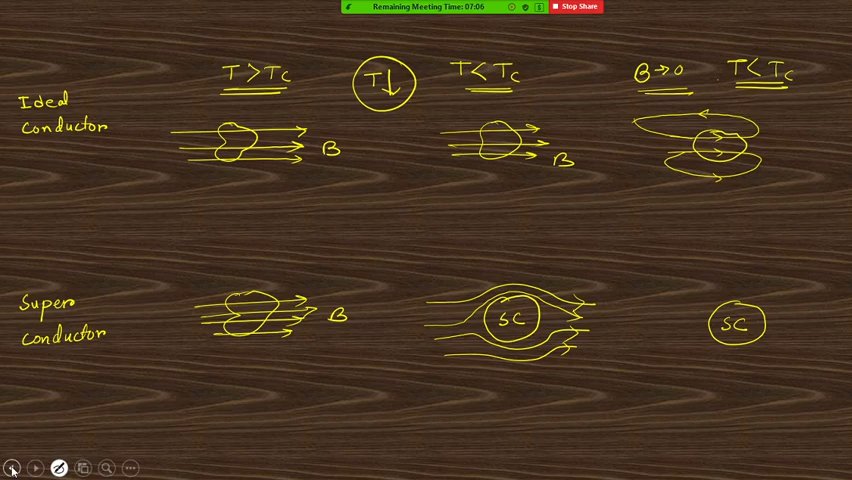 Remaining Meeting Time: 07:06
Stop Share
T > Tc
T↓
T < Tc
B → 0
T < Tc
Ideal
conductor
B
B
Super
conductor
B
SC
SC